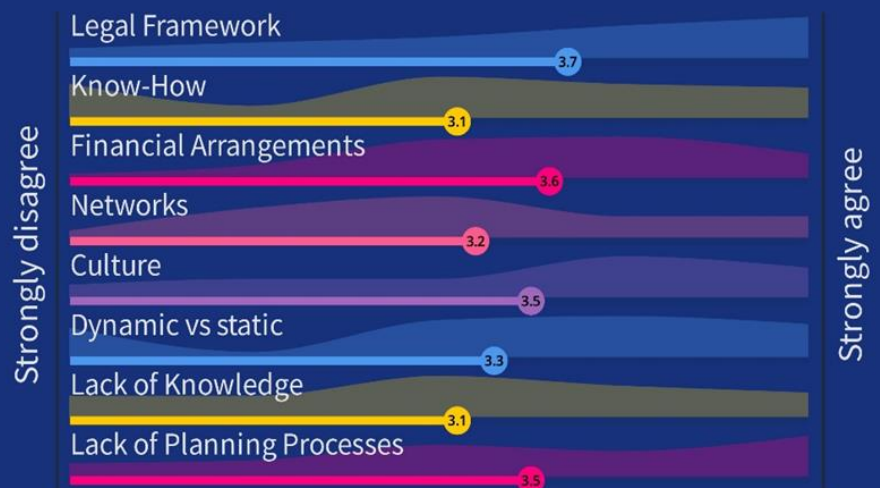 Strongly disagree
Legal Framework
3.7
Know-How
3.1
Financial Arrangements
3.6
Networks
3.2
Culture
3.5
Dynamic vs static
3.3
Lack of Knowledge
3.1
Lack of Planning Processes
3.5
Strongly agree